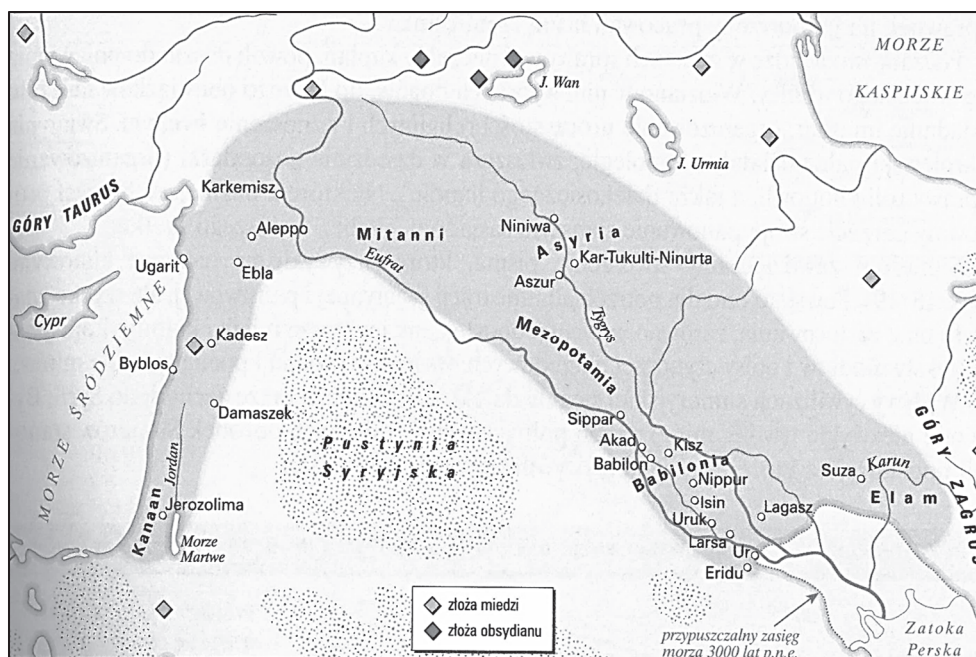 MORZE
KASPIJSKIE
J. Wan
J. Urmia
GÓRY TAURUS
Karkemisz
Aleppo
Mitanni
Niniwa
Asyria
Kar-Tukulti-Ninurta
Eufrat
Ugarit
Ebla
Aszur
Cypr
MORZE ŚRÓDZIEMNE
Kadesz
Tygrys
Mezopotamia
Byblos
Damaszek
Sippar
Pustynia
Syryjska
Akad
Kisz
Babilon
Babilonia
Nippur
Suza
Karun
GÓRY ZAGROS
Elam
Isin
Lagasz
Kanaan
Jordan
Jerozolima
Uruk
Larsa
Ur
Morze
Martwe
Eridu
złoża miedzi
złoża obsydianu
przypuszczalny zasięg
morza 3000 lat p.n.e.
Zatoka
Perska